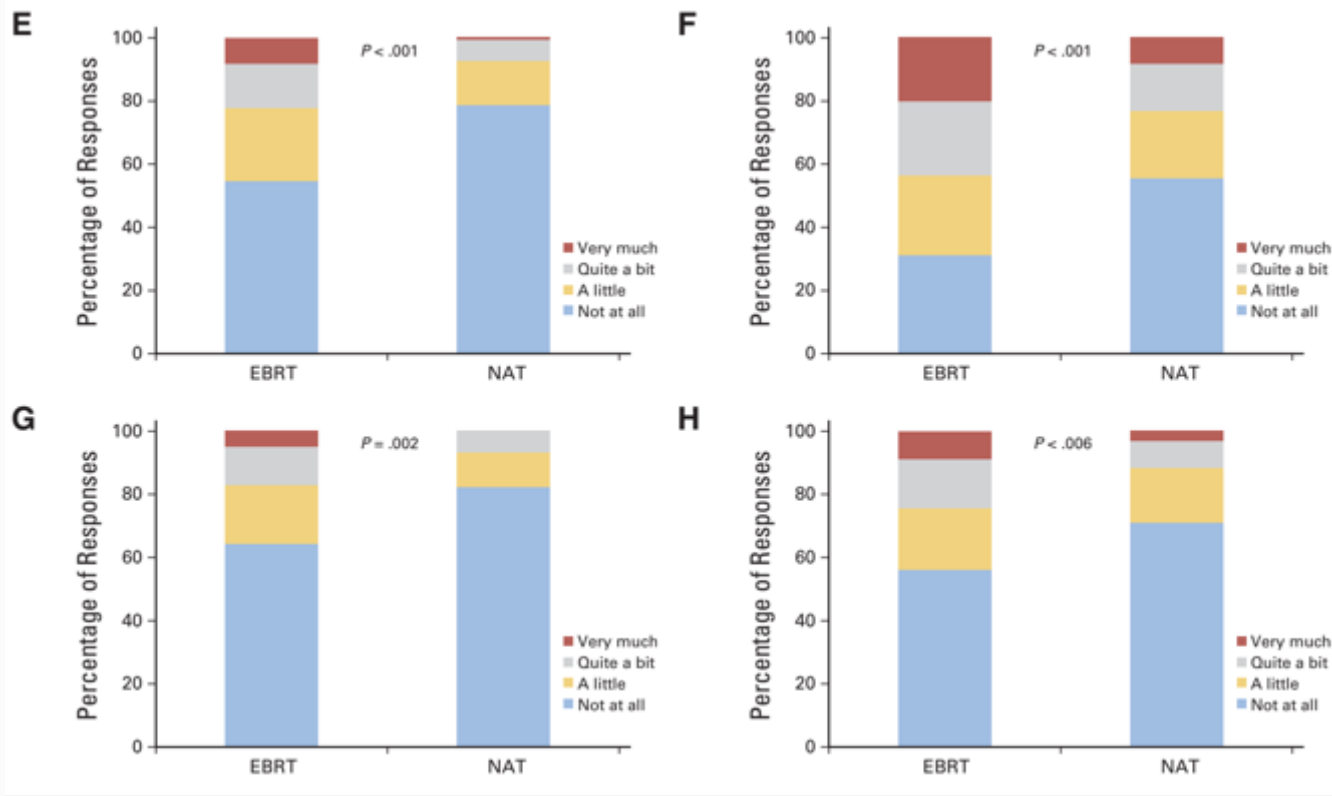 E
Percentage of Responses
100
80
60
40
20
0
P < .001
Very much
Quite a bit
A little
Not at all
EBRT
NAT
F
Percentage of Responses
100
80
60
40
20
0
P < .001
Very much
Quite a bit
A little
Not at all
EBRT
NAT
G
Percentage of Responses
100
80
60
40
20
0
P = .002
Very much
Quite a bit
A little
Not at all
EBRT
NAT
H
Percentage of Responses
100
80
60
40
20
0
P < .006
Very much
Quite a bit
A little
Not at all
EBRT
NAT